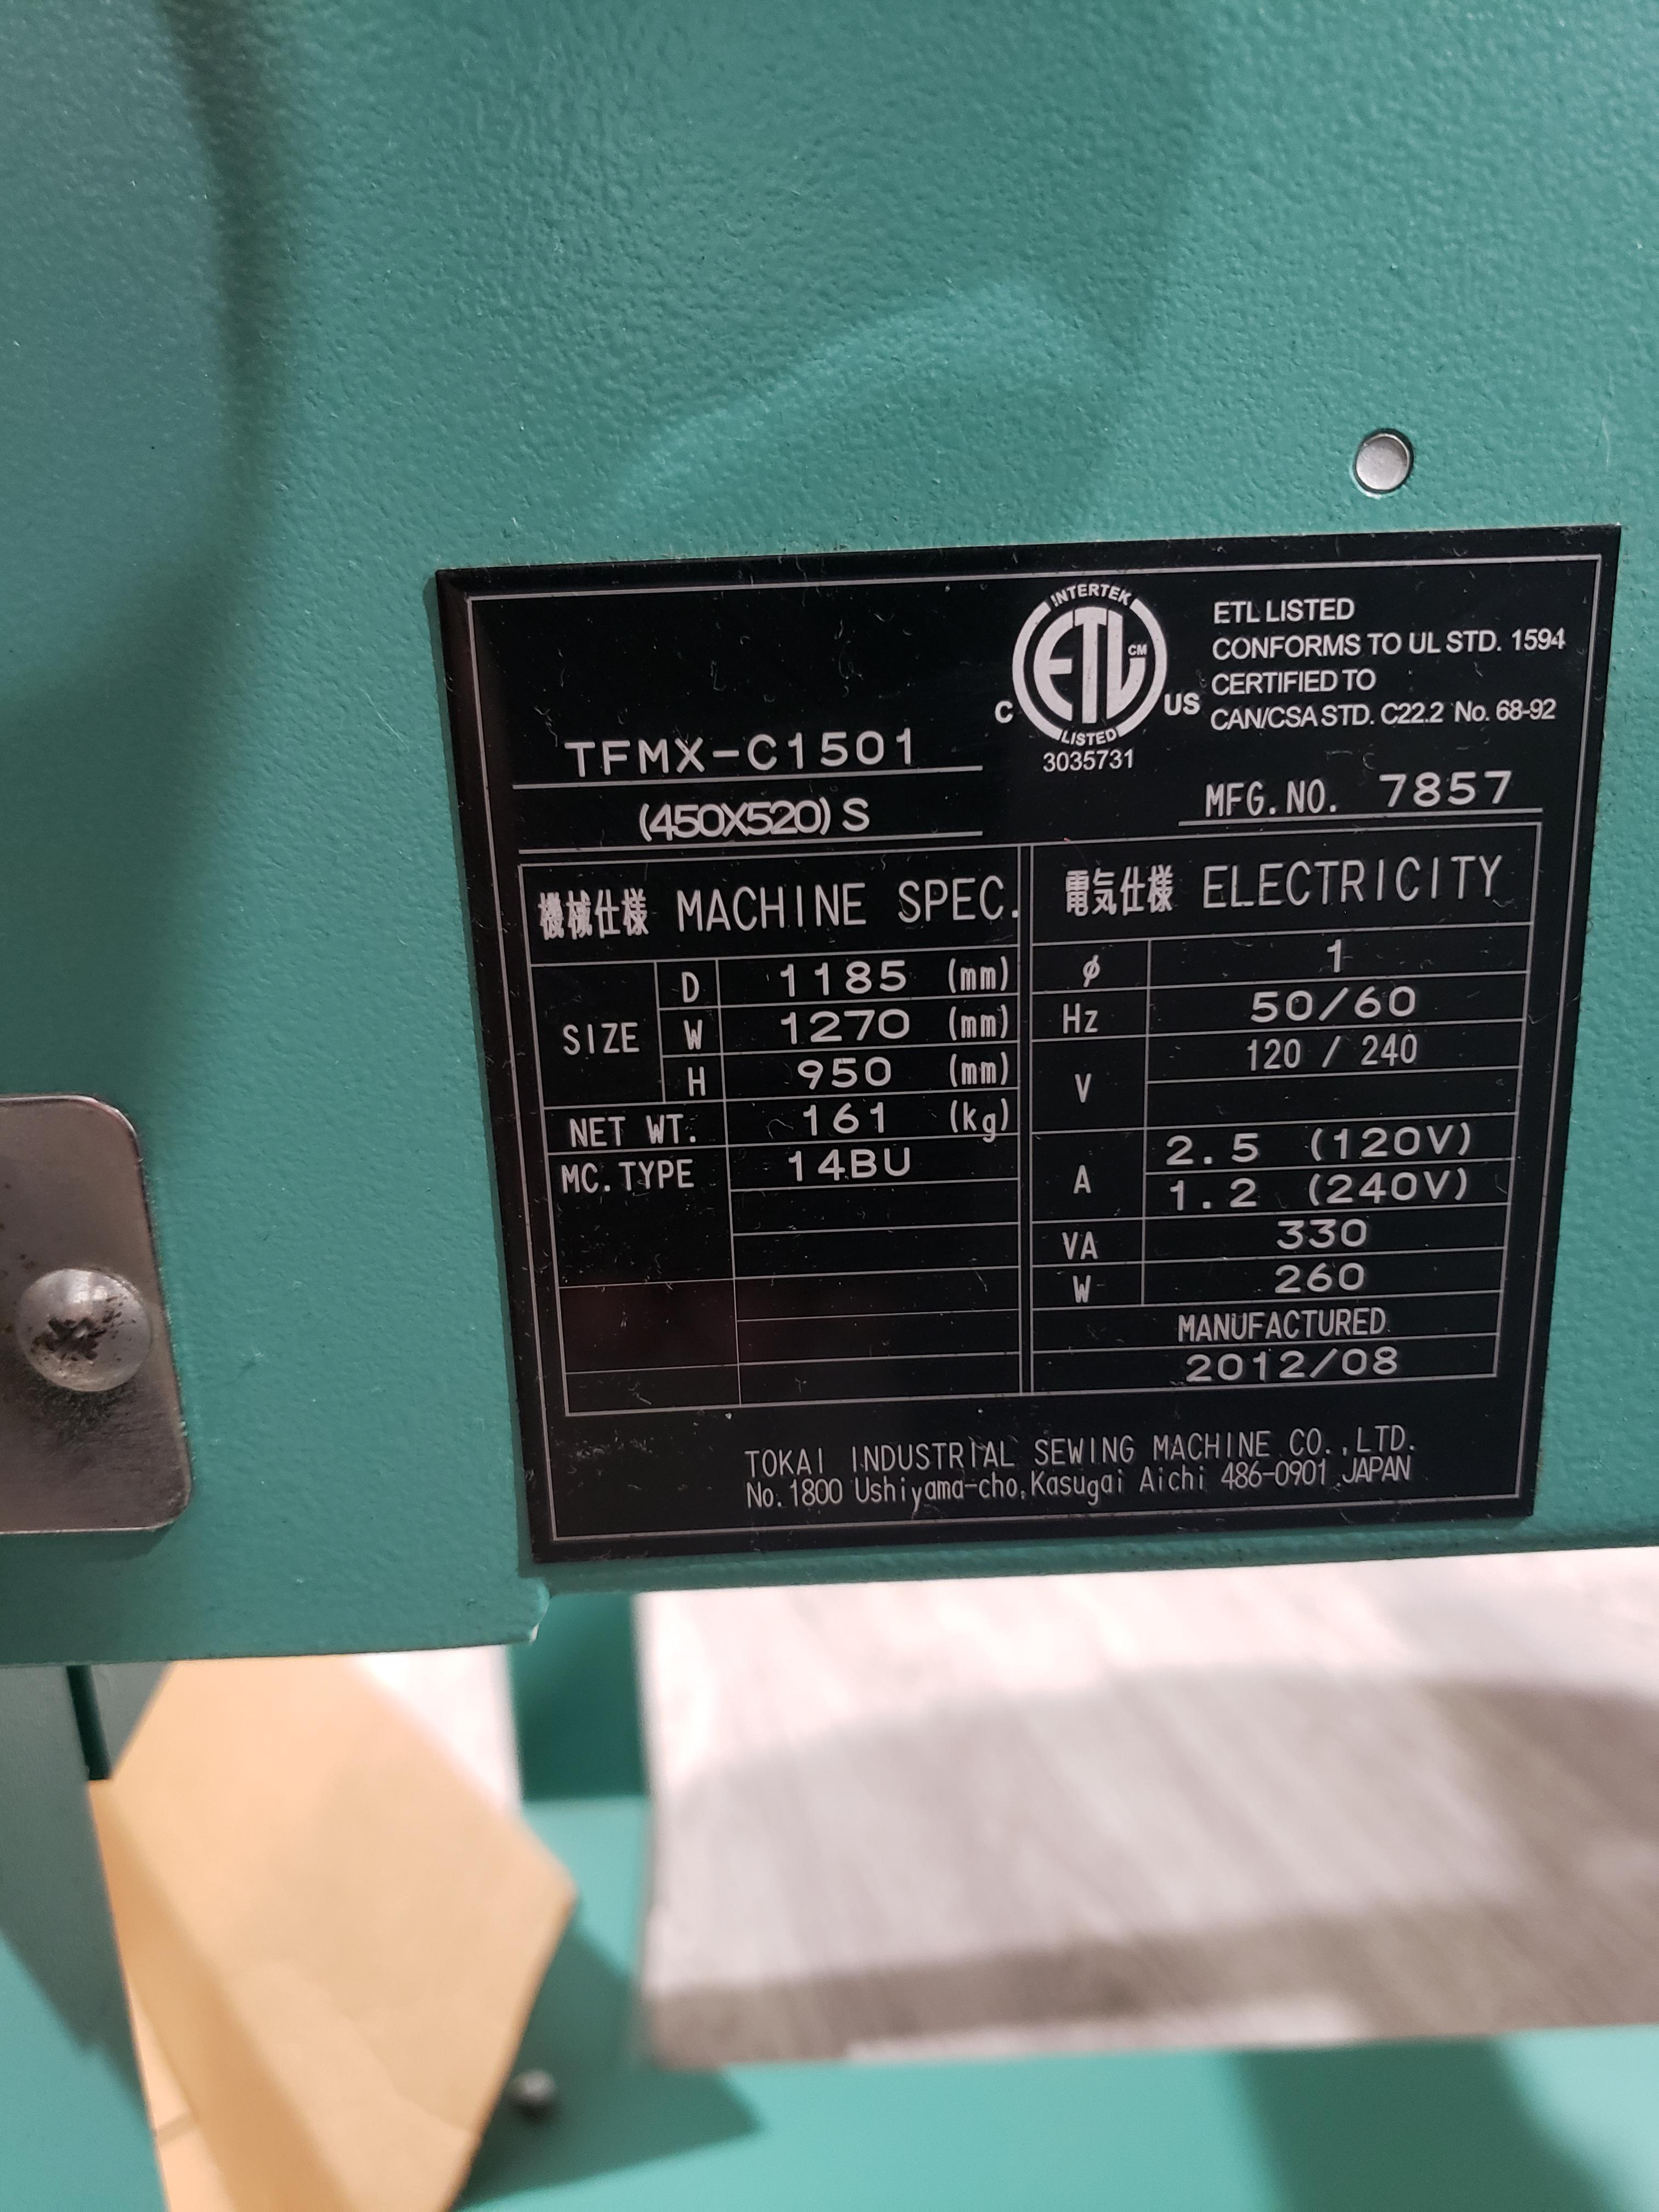 INTERTEK
ETL CM
C US
LISTED
3035731
ETL LISTED
CONFORMS TO UL STD. 1594
CERTIFIED TO
CAN/CSA STD. C22.2 No. 68-92
TFMX-C1501
(450X520) S
MFG.NO. 7857
機械仕様 MACHINE SPEC.
SIZE
D 1185 (mm)
W 1270 (mm)
H 950 (mm)
NET WT. 161 (kg)
MC.TYPE 14BU
電気仕様 ELECTRICITY
φ 1
Hz 50/60
V 120 / 240
A 2.5 (120V)
1.2 (240V)
VA 330
W 260
MANUFACTURED
2012/08
TOKAI INDUSTRIAL SEWING MACHINE CO.,LTD.
No.1800 Ushiyama-cho,Kasugai Aichi 486-0901 JAPAN